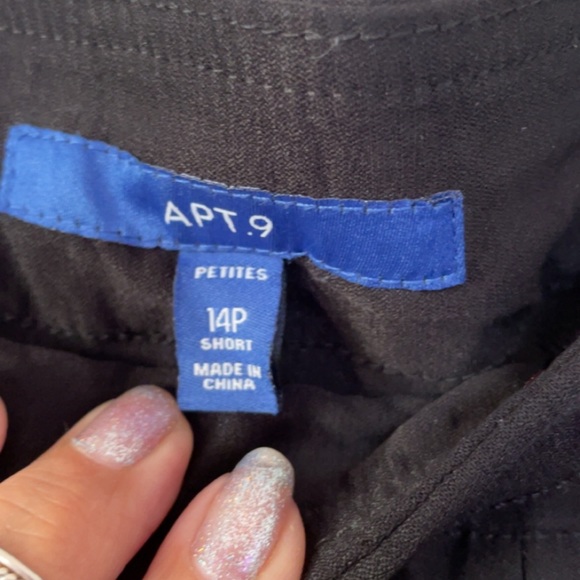 APT.9
PETITES
14P
SHORT
MADE IN
CHINA